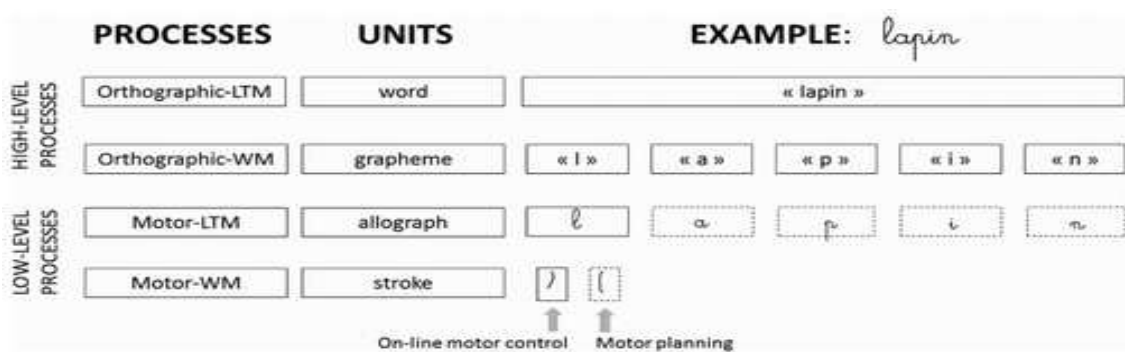 PROCESSES UNITS EXAMPLE: lapin
HIGH-LEVEL PROCESSES
Orthographic-LTM word « lapin »
Orthographic-WM grapheme « l » « a » « p » « i » « n »
LOW-LEVEL PROCESSES
Motor-LTM allograph l a p i n
Motor-WM stroke ) (
On-line motor control Motor planning